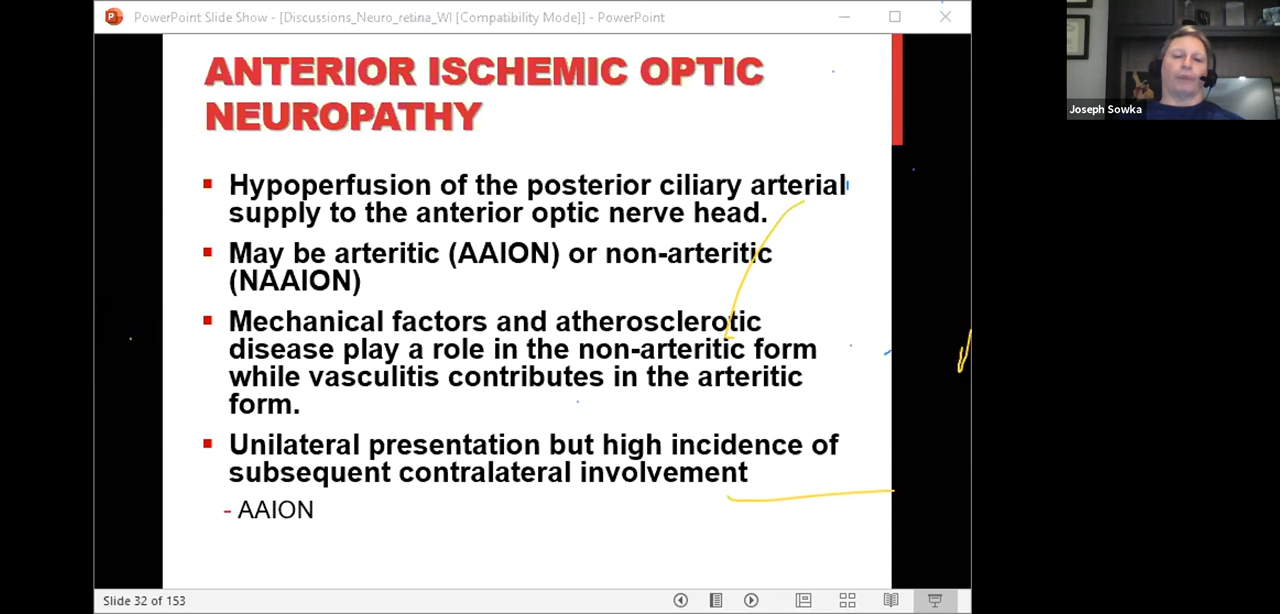 PowerPoint Slide Show - [Discussions_Neuro_retina_WI [Compatibility Mode]] - PowerPoint
ANTERIOR ISCHEMIC OPTIC
NEUROPATHY
Hypoperfusion of the posterior ciliary arterial
supply to the anterior optic nerve head.
May be arteritic (AAION) or non-arteritic
(NAAION)
Mechanical factors and atherosclerotic
disease play a role in the non-arteritic form
while vasculitis contributes in the arteritic
form.
Unilateral presentation but high incidence of
subsequent contralateral involvement
- AAION
Slide 32 of 153
Joseph Sowka